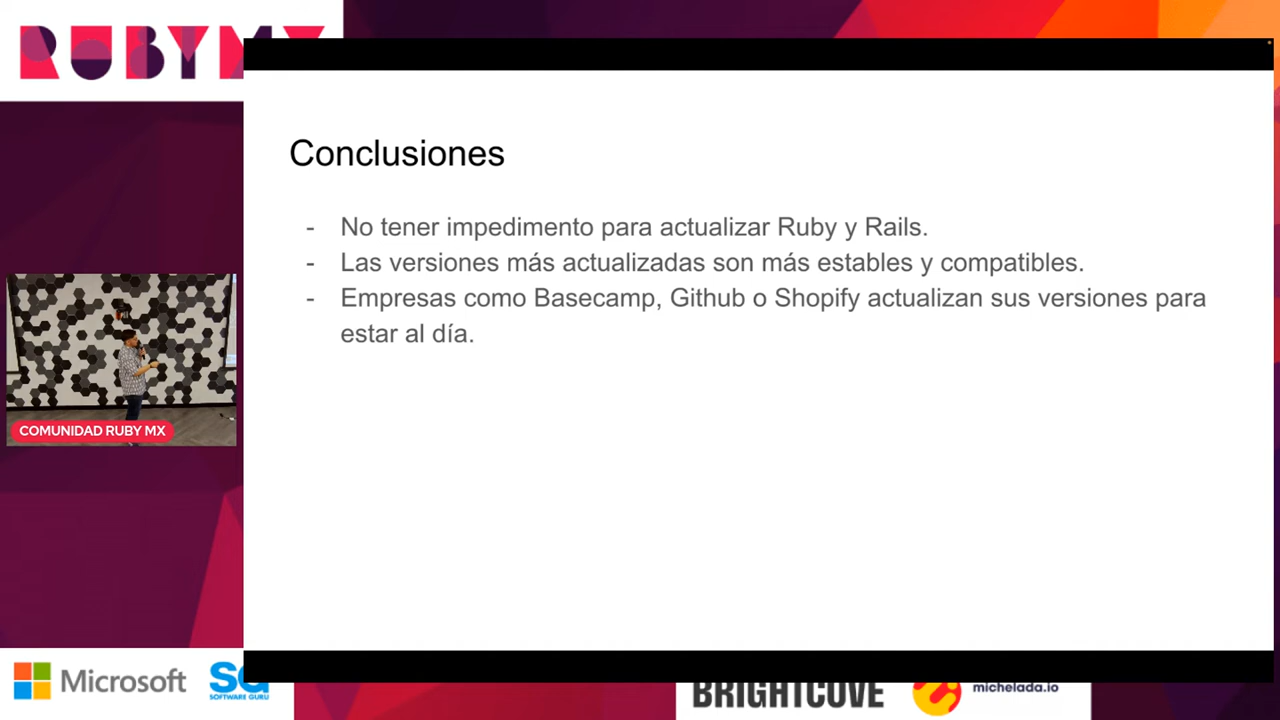 RUBY MX
Conclusiones
- No tener impedimento para actualizar Ruby y Rails.
- Las versiones más actualizadas son más estables y compatibles.
- Empresas como Basecamp, Github o Shopify actualizan sus versiones para
estar al día.
COMUNIDAD RUBY MX
Microsoft
SG
SOFTWARE GURU
BRIGHTCOVE
michelada.io